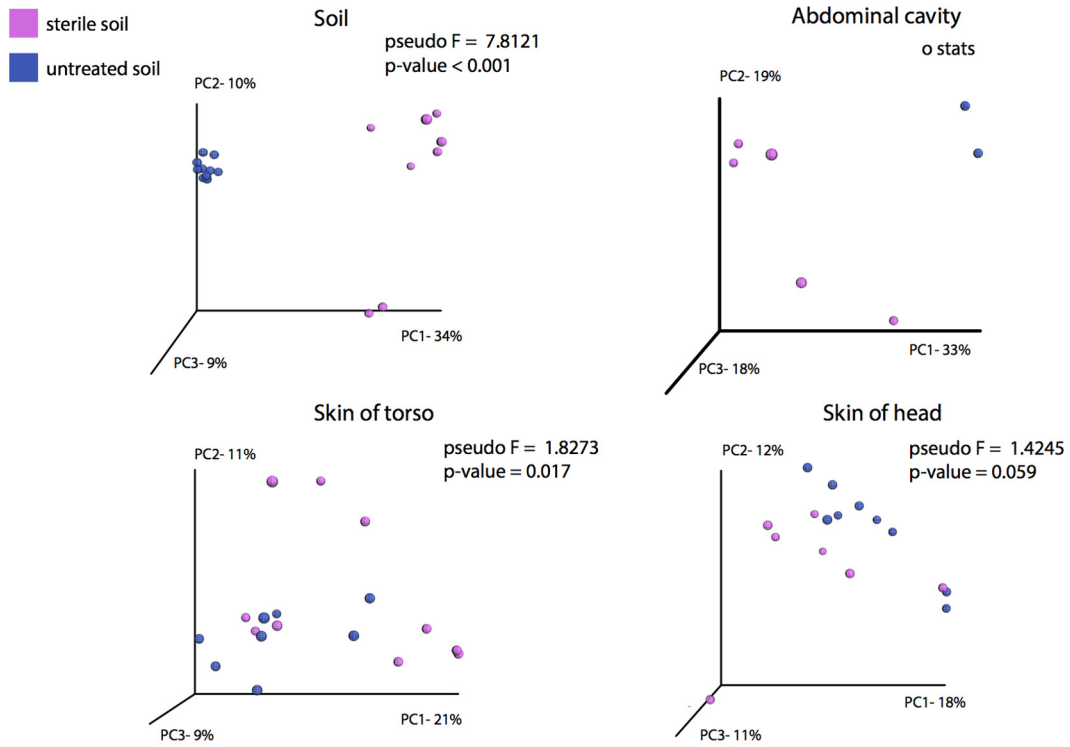 sterile soil
untreated soil
Soil
pseudo F = 7.8121
p-value < 0.001
PC2- 10%
PC1- 34%
PC3- 9%
Abdominal cavity
o stats
PC2- 19%
PC1- 33%
PC3- 18%
Skin of torso
pseudo F = 1.8273
p-value = 0.017
PC2- 11%
PC1- 21%
PC3- 9%
Skin of head
pseudo F = 1.4245
p-value = 0.059
PC2- 12%
PC1- 18%
PC3- 11%